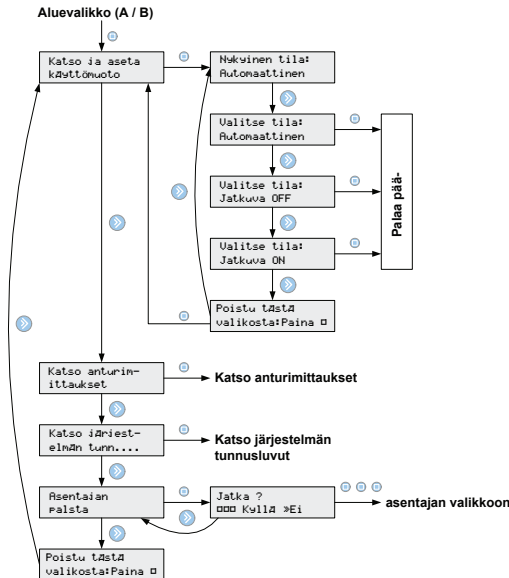 Aluevalikko (A / B)
Katso ja aseta
käyttömuoto
Nykyinen tila:
Automaattinen
Valitse tila:
Automaattinen
Valitse tila:
Jatkuva OFF
Valitse tila:
Jatkuva ON
Palaa pää-
Poistu tästä
valikosta:Paina □
Katso anturim-
ittaukset
Katso anturimittaukset
Katso järjest-
elmän tunn....
Katso järjestelmän
tunnusluvut
Asentajan
palsta
Jatka ?
□□□ Kyllä »Ei
asentajan valikkoon
Poistu tästä
valikosta:Paina □